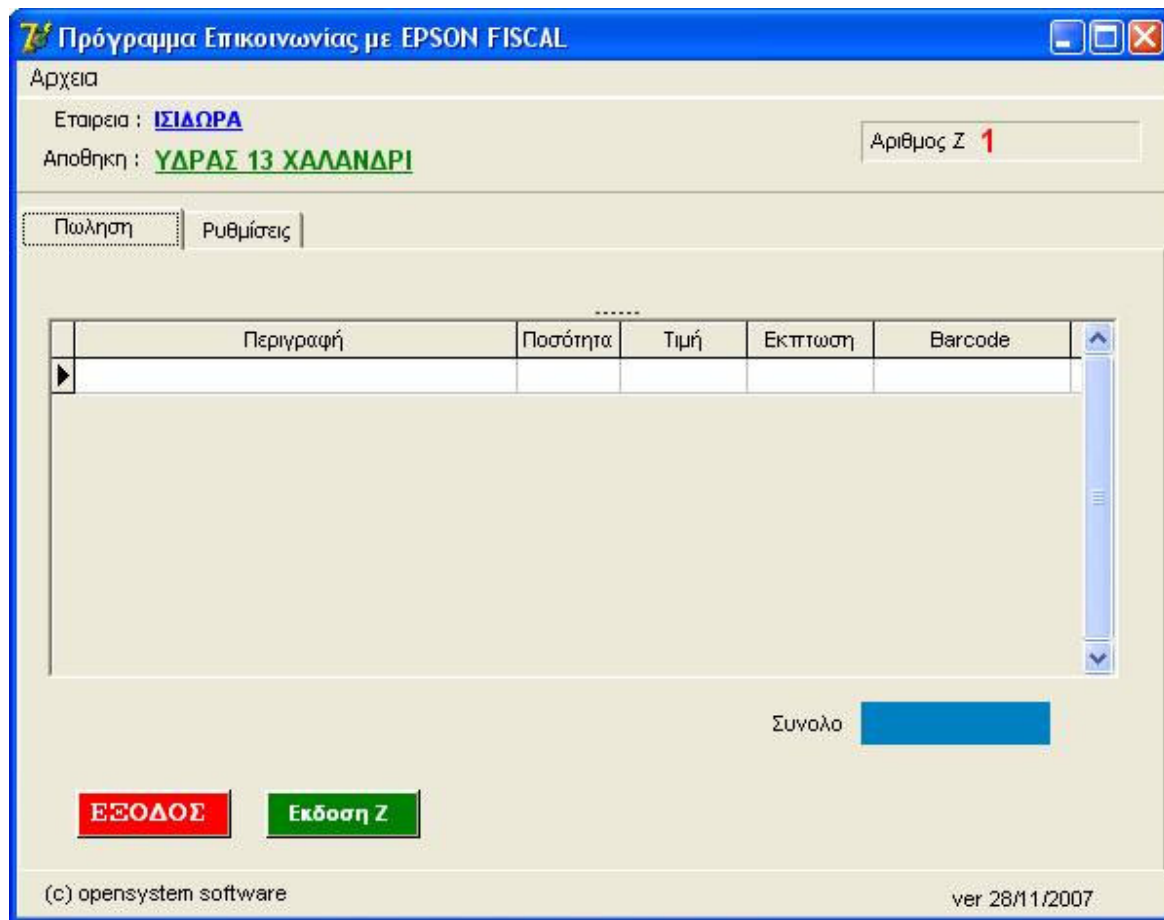 Πρόγραμμα Επικοινωνίας με EPSON FISCAL
Αρχεια
Εταιρεια : ΙΣΙΔΩΡΑ
Αριθμος Ζ 1
Αποθηκη : ΥΔΡΑΣ 13 ΧΑΛΑΝΔΡΙ
Πωληση Ρυθμίσεις
Περιγραφή Ποσότητα Τιμή Εκπτωση Barcode
Συνολο
ΕΞΟΔΟΣ Εκδοση Ζ
(c) opensystem software ver 28/11/2007